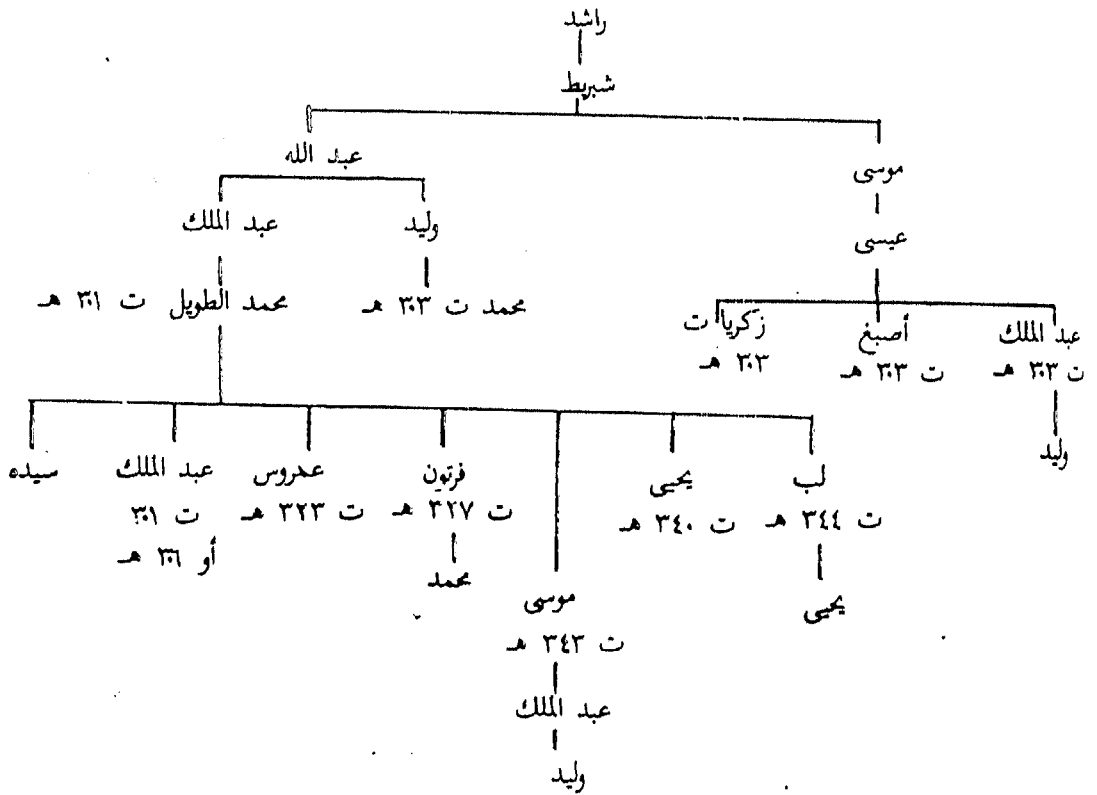 راشد
شبريط
عبد الله
موسى
عبد الملك
وليد
عيسى
محمد الطويل ت ٣٠١ هـ
محمد ت ٣٠٣ هـ
عبد الملك
ت ٣٠٣ هـ
أصبغ
ت ٣٠٣ هـ
زكريا ت
٣٠٣ هـ
وليد
لب
ت ٣٤٤ هـ
يحيى
يحيى
ت ٣٤٠ هـ
موسى
ت ٣٤٣ هـ
عبد الملك
وليد
فرتون
ت ٣٢٧ هـ
محمد
عمروس
ت ٣٢٣ هـ
عبد الملك
ت ٣٠١
أو ٣٠٦ هـ
سيده